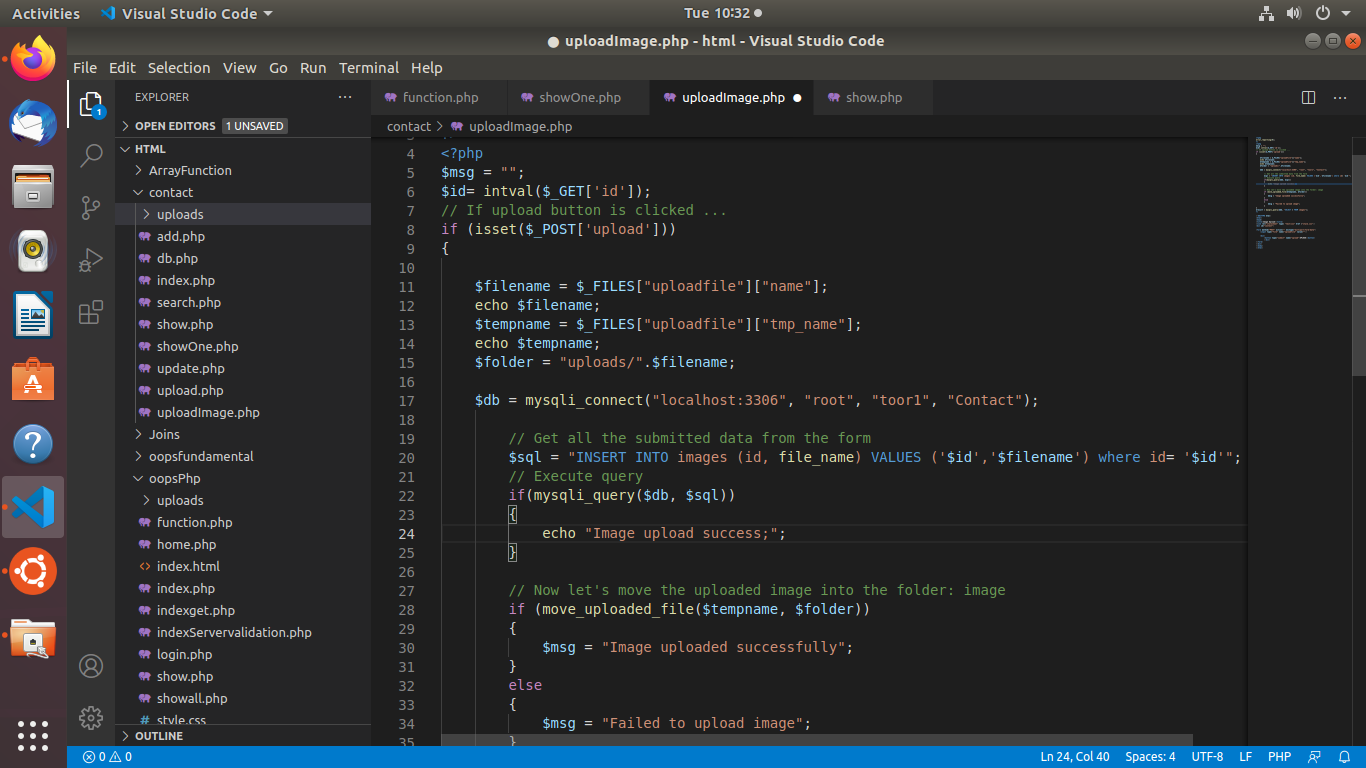 Activities
Visual Studio Code
Tue 10:32
● uploadImage.php - html - Visual Studio Code
File Edit Selection View Go Run Terminal Help
1
EXPLORER
OPEN EDITORS 1 UNSAVED
HTML
ArrayFunction
contact
uploads
add.php
db.php
index.php
search.php
show.php
showOne.php
update.php
upload.php
uploadImage.php
Joins
oopsfundamental
oopsPhp
uploads
function.php
home.php
index.html
index.php
indexget.php
indexServervalidation.php
login.php
show.php
showall.php
# style.css
OUTLINE
function.php showOne.php uploadImage.php ● show.php
contact > uploadImage.php
4 <?php
5 $msg = "";
6 $id= intval($_GET['id']);
7 // If upload button is clicked ...
8 if (isset($_POST['upload']))
9 {
10
11 $filename = $_FILES["uploadfile"]["name"];
12 echo $filename;
13 $tempname = $_FILES["uploadfile"]["tmp_name"];
14 echo $tempname;
15 $folder = "uploads/".$filename;
16
17 $db = mysqli_connect("localhost:3306", "root", "toor1", "Contact");
18
19 // Get all the submitted data from the form
20 $sql = "INSERT INTO images (id, file_name) VALUES ('$id','$filename') where id= '$id'";
21 // Execute query
22 if(mysqli_query($db, $sql))
23 {
24 echo "Image upload success;";
25 }
26
27 // Now let's move the uploaded image into the folder: image
28 if (move_uploaded_file($tempname, $folder))
29 {
30 $msg = "Image uploaded successfully";
31 }
32 else
33 {
34 $msg = "Failed to upload image";
35 }
0 0 Ln 24, Col 40 Spaces: 4 UTF-8 LF PHP